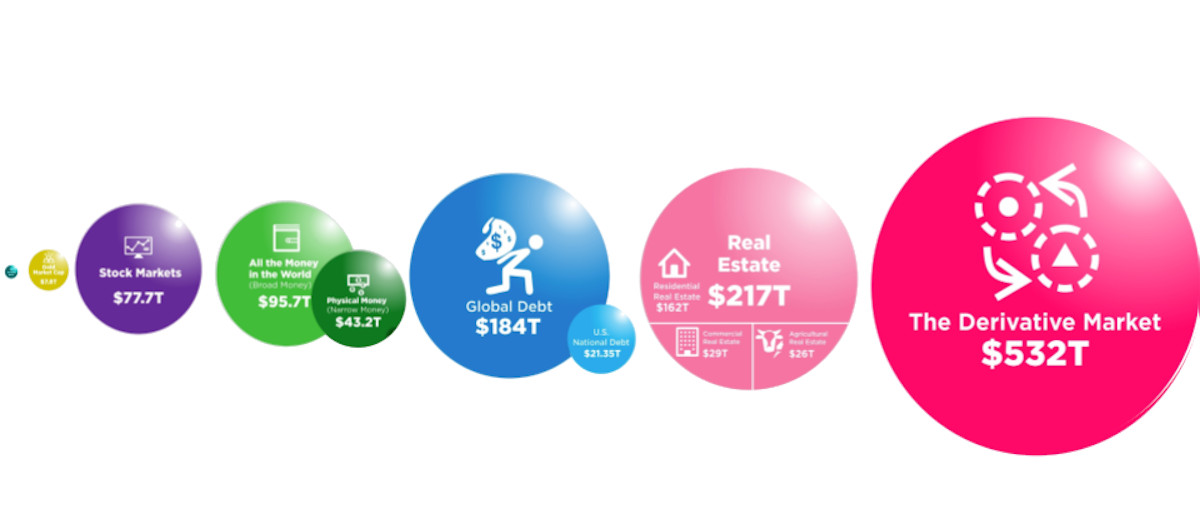 Gold
Market Cap
Stock Markets
$77.7T
All the Money
in the World
(Broad Money)
$95.7T
Physical Money
(Narrow Money)
$43.2T
$
Global Debt
$184T
U.S.
National Debt
$21.35T
Real
Estate
$217T
Residential
Real Estate
$162T
Commercial
Real Estate
$29T
Agricultural
Real Estate
$26T
The Derivative Market
$532T